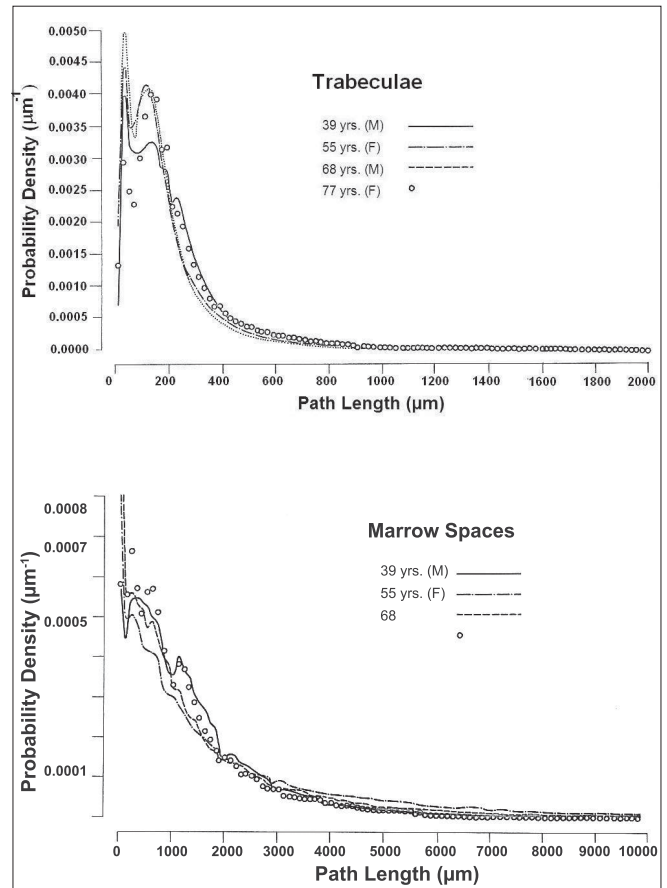 Trabeculae
39 yrs. (M)
55 yrs. (F)
68 yrs. (M)
77 yrs. (F)
Probability Density (µm⁻¹)
0.0050
0.0045
0.0040
0.0035
0.0030
0.0025
0.0020
0.0015
0.0010
0.0005
0.0000
0 200 400 600 800 1000 1200 1400 1600 1800 2000
Path Length (µm)
Marrow Spaces
39 yrs. (M)
55 yrs. (F)
68
Probability Density (µm⁻¹)
0.0008
0.0007
0.0005
0.0001
0 1000 2000 3000 4000 5000 6000 7000 8000 9000 10000
Path Length (µm)